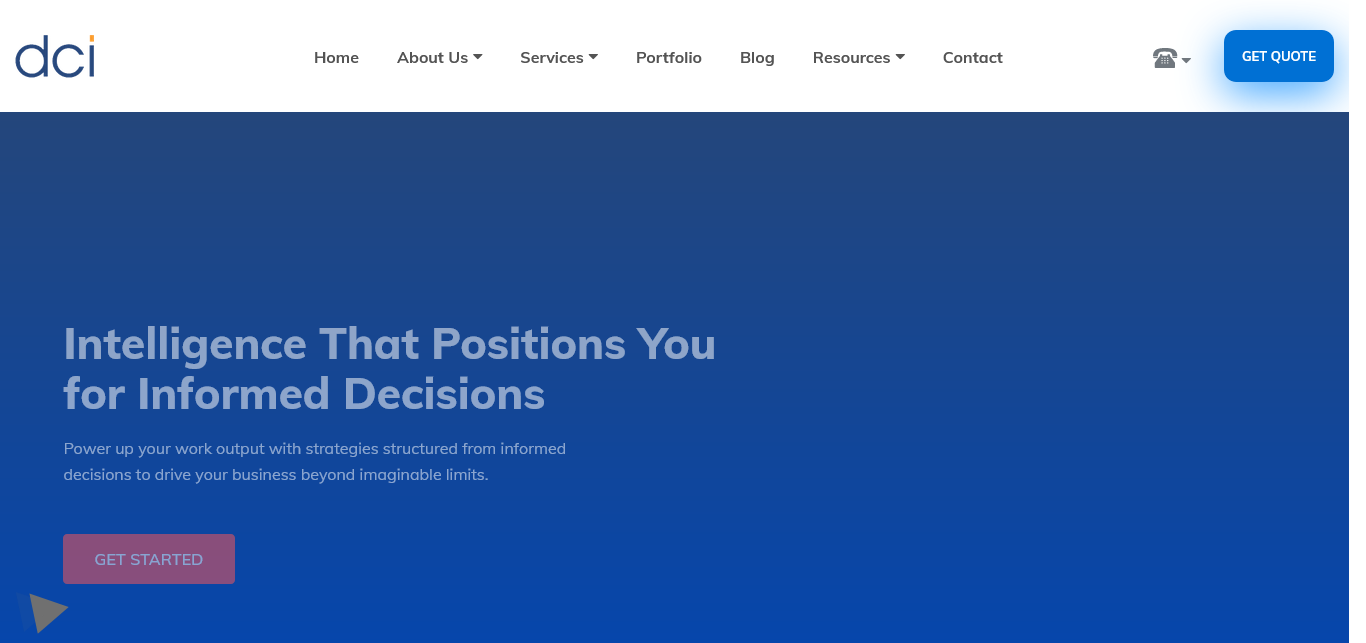 dci
Home About Us Services Portfolio Blog Resources Contact GET QUOTE
Intelligence That Positions You
for Informed Decisions
Power up your work output with strategies structured from informed
decisions to drive your business beyond imaginable limits.
GET STARTED